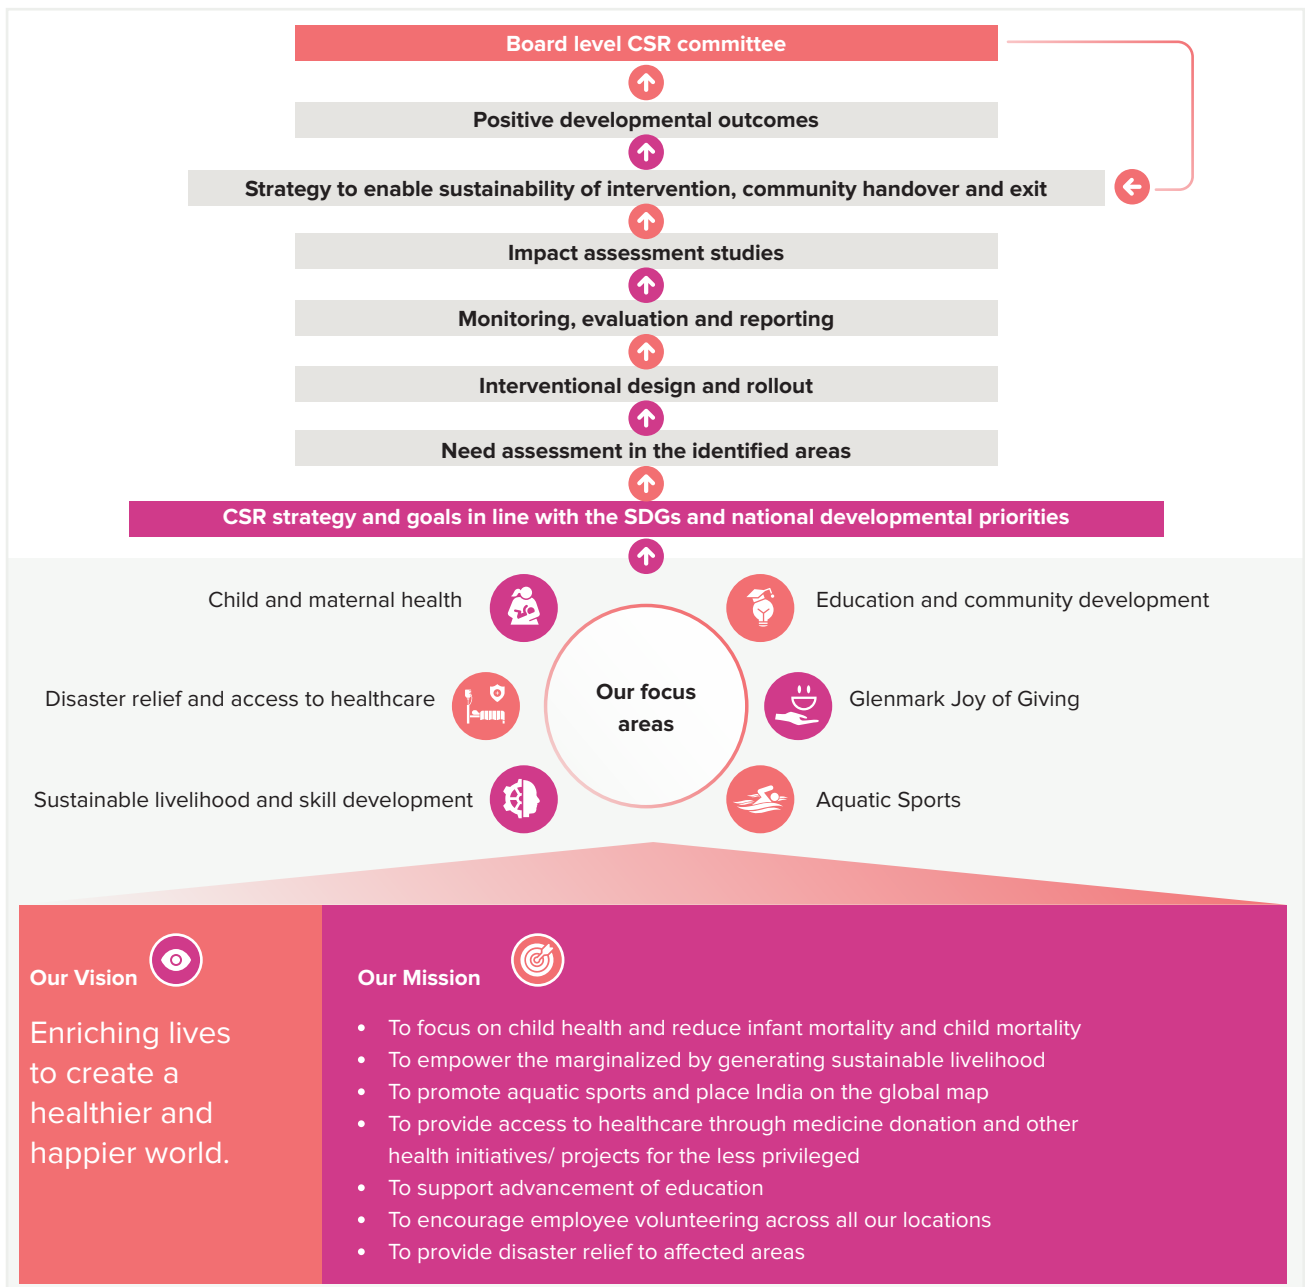 Board level CSR committee
Positive developmental outcomes
Strategy to enable sustainability of intervention, community handover and exit
Impact assessment studies
Monitoring, evaluation and reporting
Interventional design and rollout
Need assessment in the identified areas
CSR strategy and goals in line with the SDGs and national developmental priorities
Child and maternal health
Education and community development
Disaster relief and access to healthcare
Our focus
areas
Glenmark Joy of Giving
Sustainable livelihood and skill development
Aquatic Sports
Our Vision
Enriching lives
to create a
healthier and
happier world.
Our Mission
• To focus on child health and reduce infant mortality and child mortality
• To empower the marginalized by generating sustainable livelihood
• To promote aquatic sports and place India on the global map
• To provide access to healthcare through medicine donation and other
health initiatives/ projects for the less privileged
• To support advancement of education
• To encourage employee volunteering across all our locations
• To provide disaster relief to affected areas